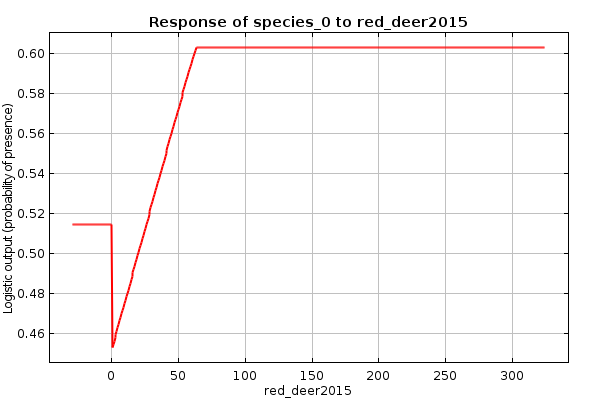 Response of species_0 to red_deer2015
Logistic output (probability of presence)
0.60
0.58
0.56
0.54
0.52
0.50
0.48
0.46
0 50 100 150 200 250 300
red_deer2015